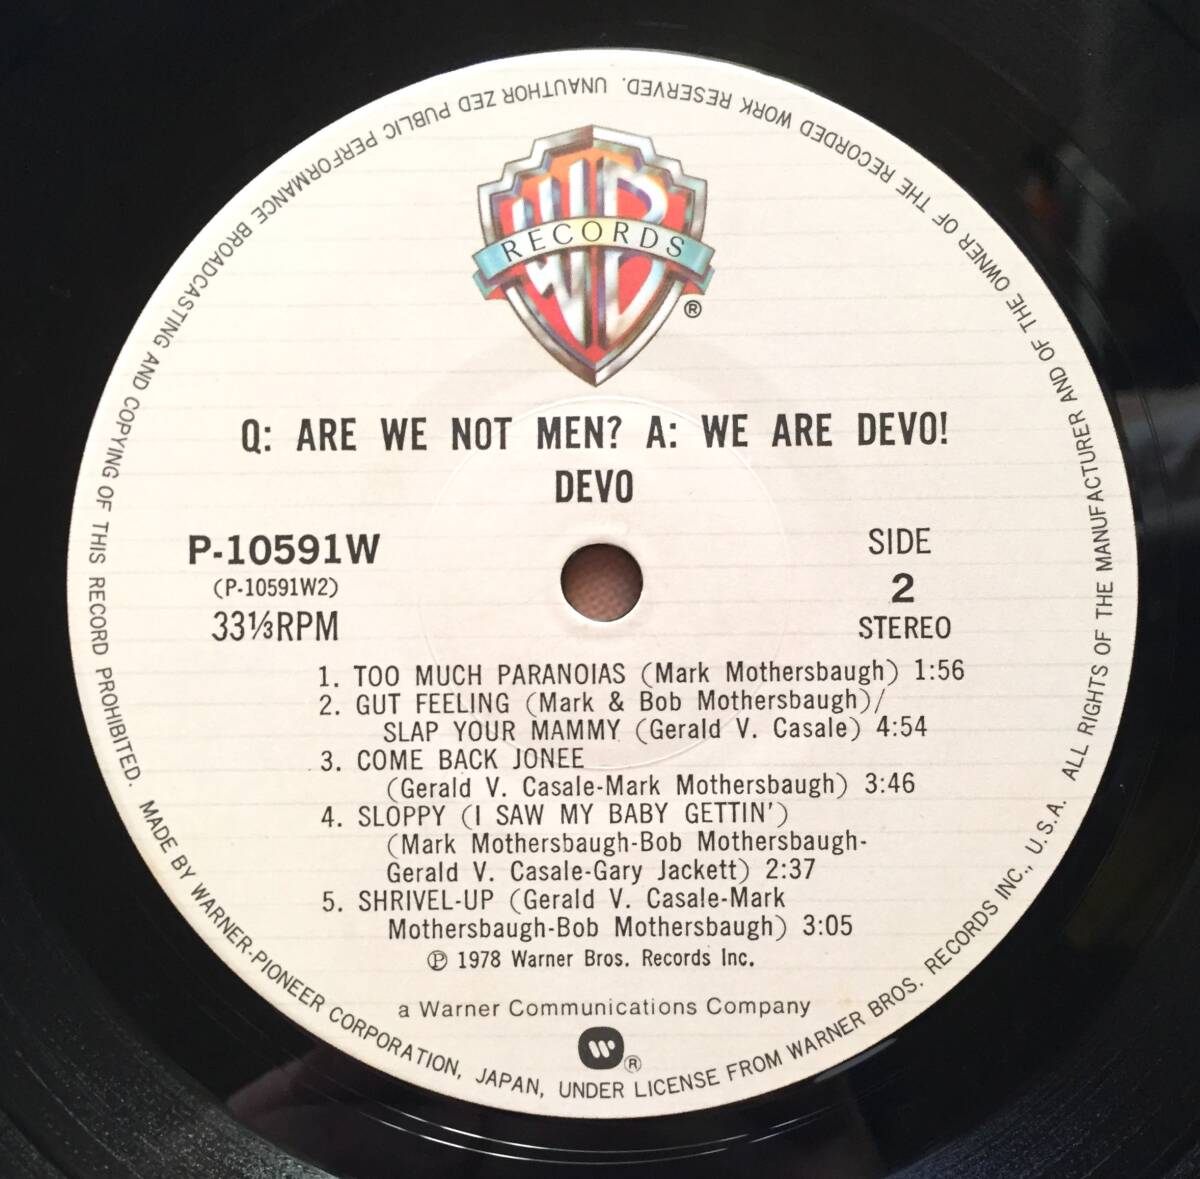 RECORDS
®
Q: ARE WE NOT MEN? A: WE ARE DEVO!
DEVO
P-10591W
(P-10591W2)
33⅓RPM
SIDE
2
STEREO
1. TOO MUCH PARANOIAS (Mark Mothersbaugh) 1:56
2. GUT FEELING (Mark & Bob Mothersbaugh)/
SLAP YOUR MAMMY (Gerald V. Casale) 4:54
3. COME BACK JONEE
(Gerald V. Casale-Mark Mothersbaugh) 3:46
4. SLOPPY (I SAW MY BABY GETTIN')
(Mark Mothersbaugh-Bob Mothersbaugh-
Gerald V. Casale-Gary Jackett) 2:37
5. SHRIVEL-UP (Gerald V. Casale-Mark
Mothersbaugh-Bob Mothersbaugh) 3:05
Ⓟ 1978 Warner Bros. Records Inc.
a Warner Communications Company
®
MADE BY WARNER-PIONEER CORPORATION, JAPAN, UNDER LICENSE FROM WARNER BROS. RECORDS INC., U.S.A. ALL RIGHTS OF THE MANUFACTURER AND OF THE OWNER OF THE RECORDED WORK RESERVED. UNAUTHOR ZED PUBLIC PERFORMANCE BROADCASTING AND COPYING OF THIS RECORD PROHIBITED.